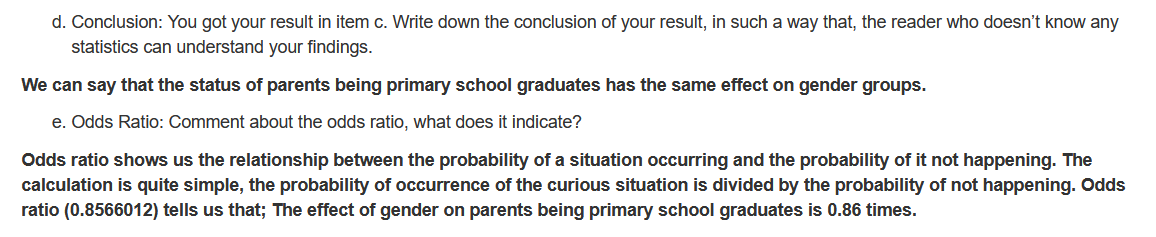 d. Conclusion: You got your result in item c. Write down the conclusion of your result, in such a way that, the reader who doesn't know any
statistics can understand your findings.
We can say that the status of parents being primary school graduates has the same effect on gender groups.
e. Odds Ratio: Comment about the odds ratio, what does it indicate?
Odds ratio shows us the relationship between the probability of a situation occurring and the probability of it not happening. The
calculation is quite simple, the probability of occurrence of the curious situation is divided by the probability of not happening. Odds
ratio (0.8566012) tells us that; The effect of gender on parents being primary school graduates is 0.86 times.